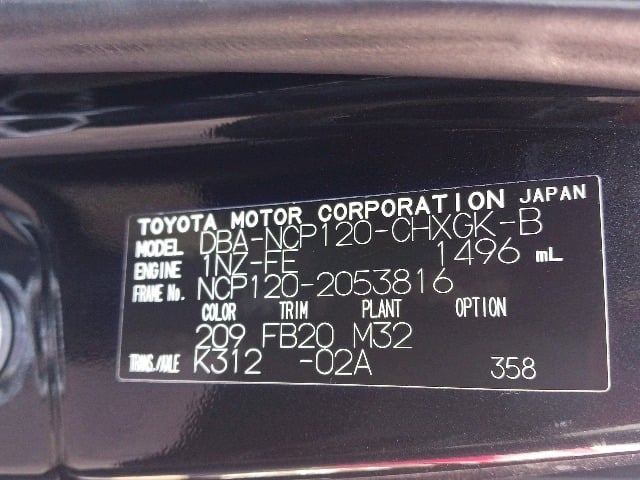 TOYOTA MOTOR CORPORATION JAPAN
MODEL DBA-NCP120-CHXGK-B
ENGINE 1NZ-FE 1496 mL
FRAME No. NCP120-2053816
COLOR TRIM PLANT OPTION
209 FB20 M32
TRANS./AXLE K312 -02A 358